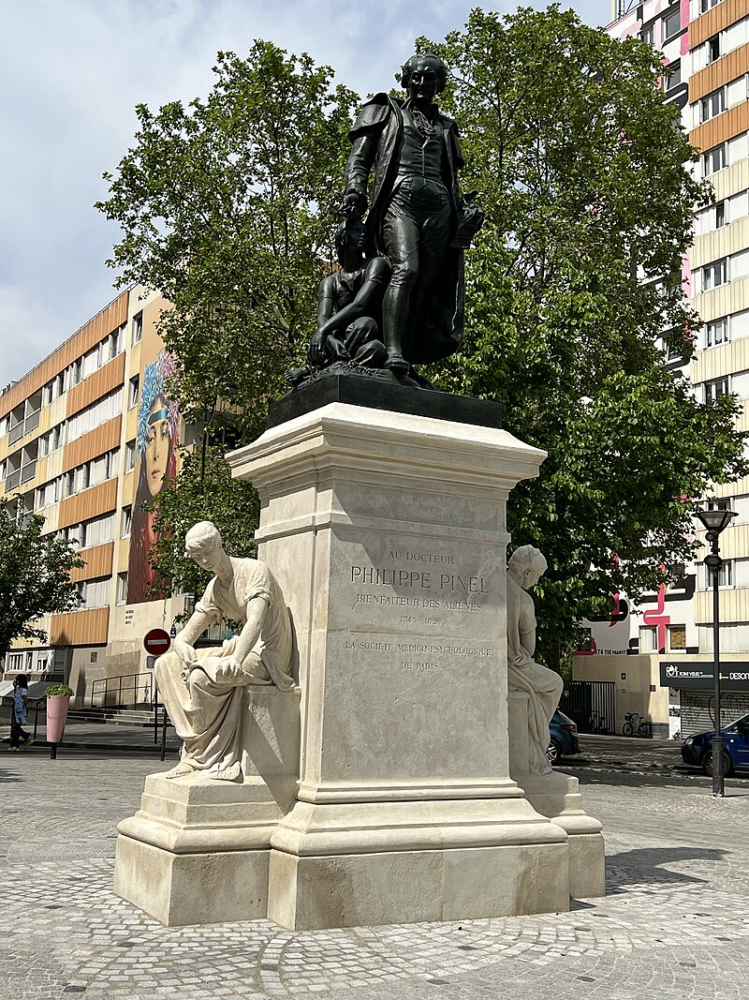 AU DOCTEUR
PHILIPPE PINEL
BIENFAITEUR DES ALIÉNÉS
1745 1826
LA SOCIÉTÉ MÉDICO-PSYCHOLOGIQUE
DE PARIS